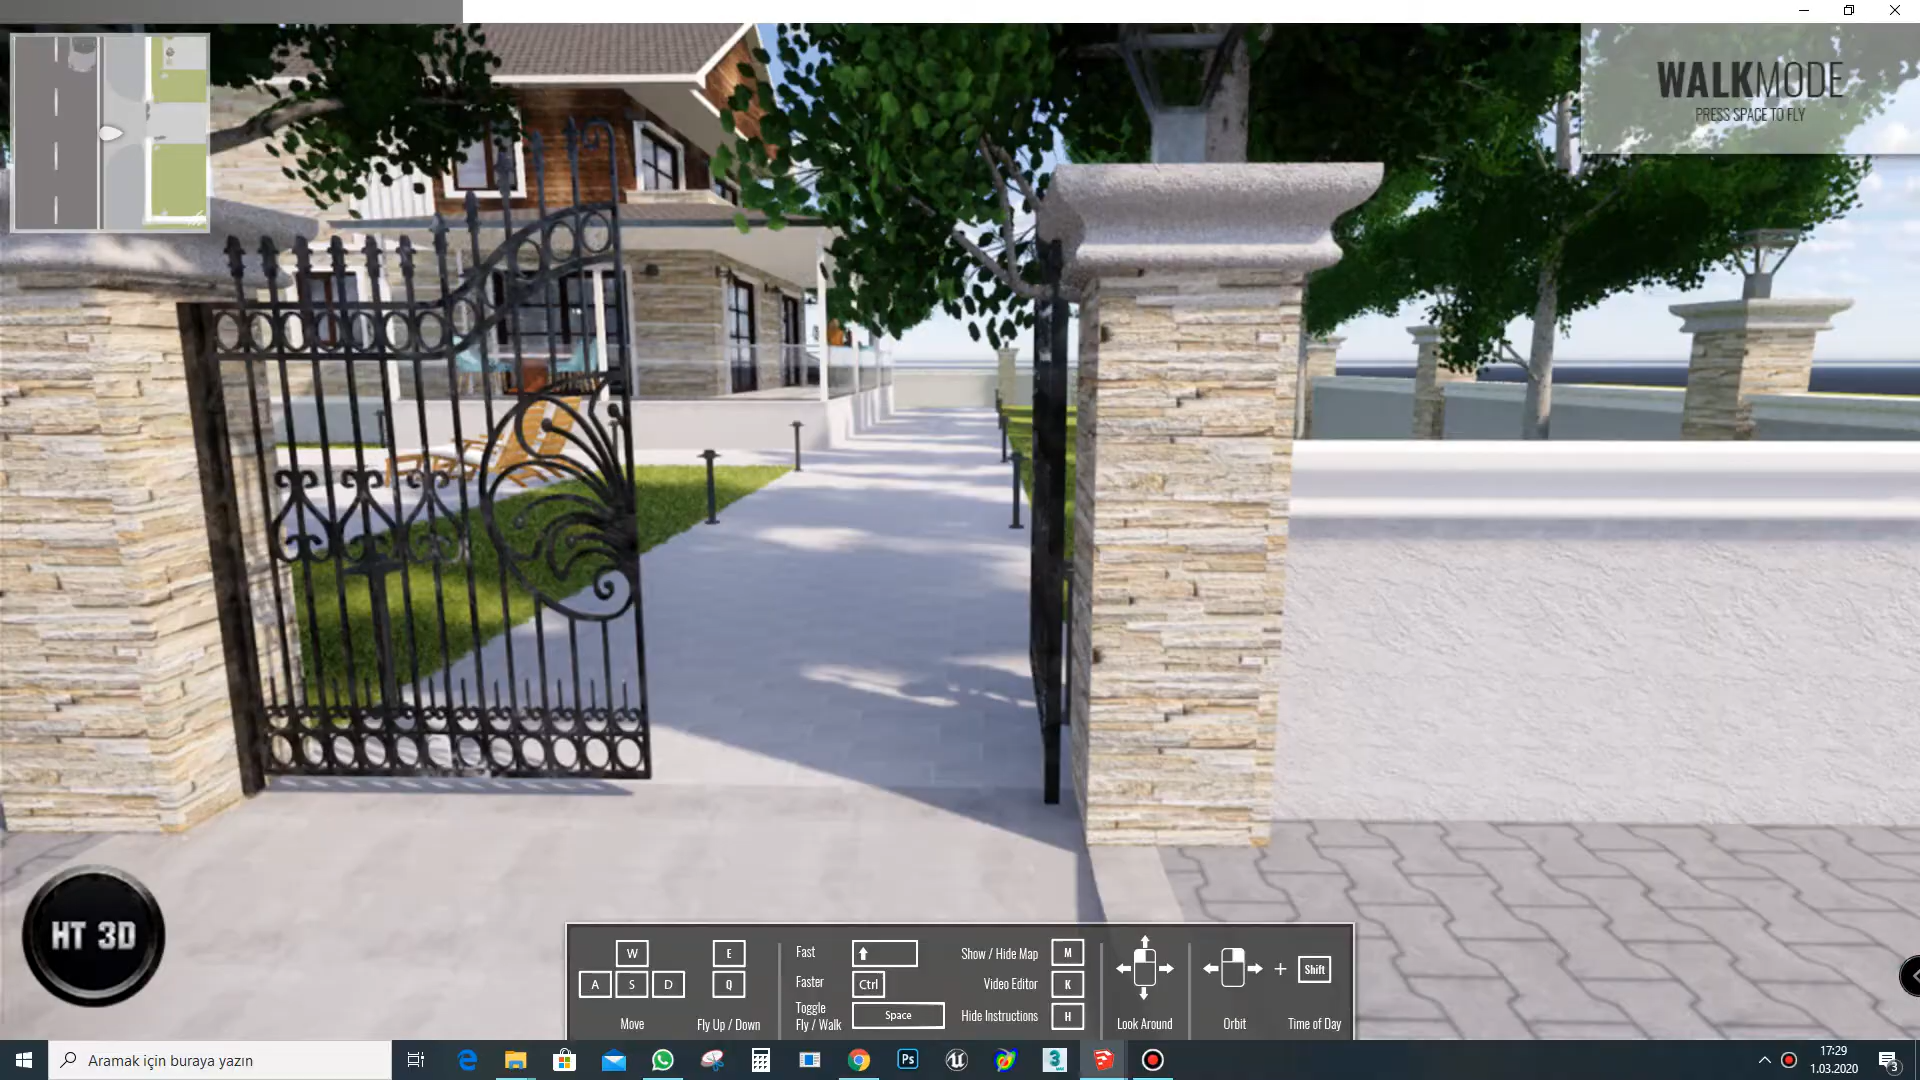 WALKMODE
PRESS SPACE TO FLY
HT 3D
W
A S D
Move
E
Q
Fly Up / Down
Fast
Faster Ctrl
Toggle
Fly / Walk Space
Show / Hide Map M
Video Editor K
Hide Instructions H
Look Around
Orbit
+ Shift
Time of Day
Aramak için buraya yazın
Ps
3
17:29
1.03.2020
3